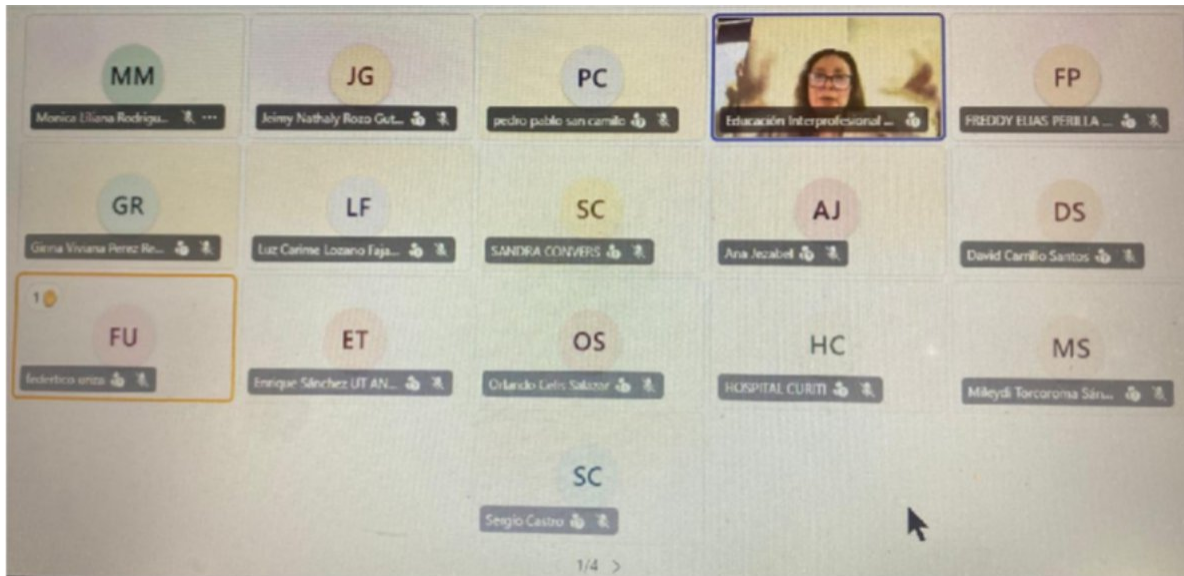 MM
Monica Liliana Rodrigu...
JG
Jeimy Nathaly Rozo Gut...
PC
pedro pablo san camilo
Educación Interprofesional ...
FP
FREDDY ELIAS PERILLA ...
GR
Ginna Viviana Perez Re...
LF
Luz Carime Lozano Faja...
SC
SANDRA CONVERS
AJ
Ana Jezabel
DS
David Carrillo Santos
1
FU
federico uriza
ET
Enrique Sánchez UT AN...
OS
Orlando Celis Salazar
HC
HOSPITAL CURITI
MS
Mileydi Torcoroma Sán...
SC
Sergio Castro
1/4 >